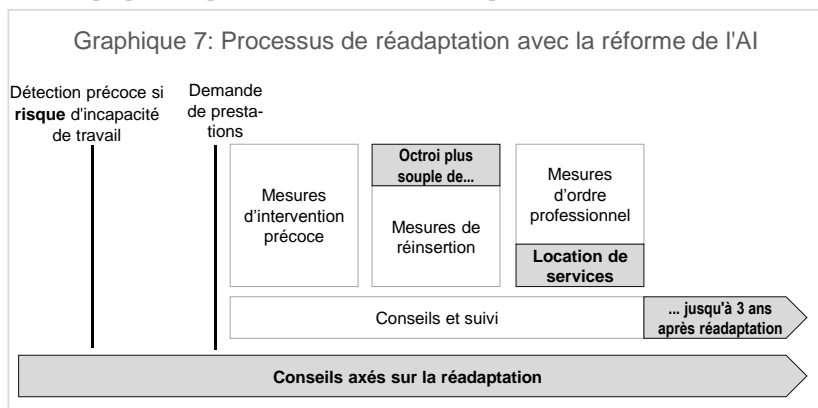 Graphique 7: Processus de réadaptation avec la réforme de l'AI
Détection précoce si
risque d'incapacité
de travail
Demande
de presta-
tions
Mesures
d'intervention
précoce
Octroi plus
souple de...
Mesures de
réinsertion
Mesures
d'ordre
professionnel
Location de
services
Conseils et suivi
... jusqu'à 3 ans
après réadaptation
Conseils axés sur la réadaptation